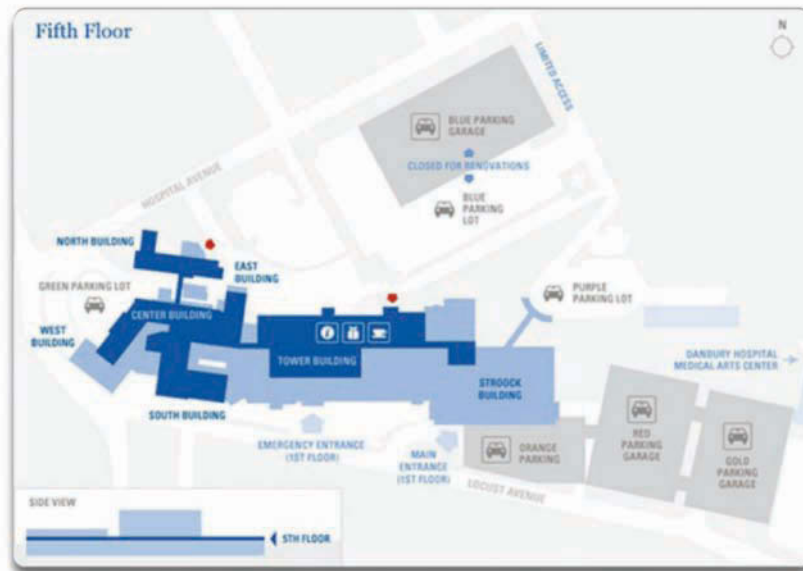 Fifth Floor
N
LIMITED ACCESS
BLUE PARKING
GARAGE
CLOSED FOR RENOVATIONS
BLUE
PARKING
LOT
HOSPITAL AVENUE
NORTH BUILDING
EAST
BUILDING
GREEN PARKING LOT
CENTER BUILDING
WEST
BUILDING
PURPLE
PARKING LOT
TOWER BUILDING
DANBURY HOSPITAL
MEDICAL ARTS CENTER
STROOCK
BUILDING
SOUTH BUILDING
EMERGENCY ENTRANCE
(1ST FLOOR)
MAIN
ENTRANCE
(1ST FLOOR)
ORANGE
PARKING
RED
PARKING
GARAGE
GOLD
PARKING
GARAGE
LOCUST AVENUE
SIDE VIEW
5TH FLOOR